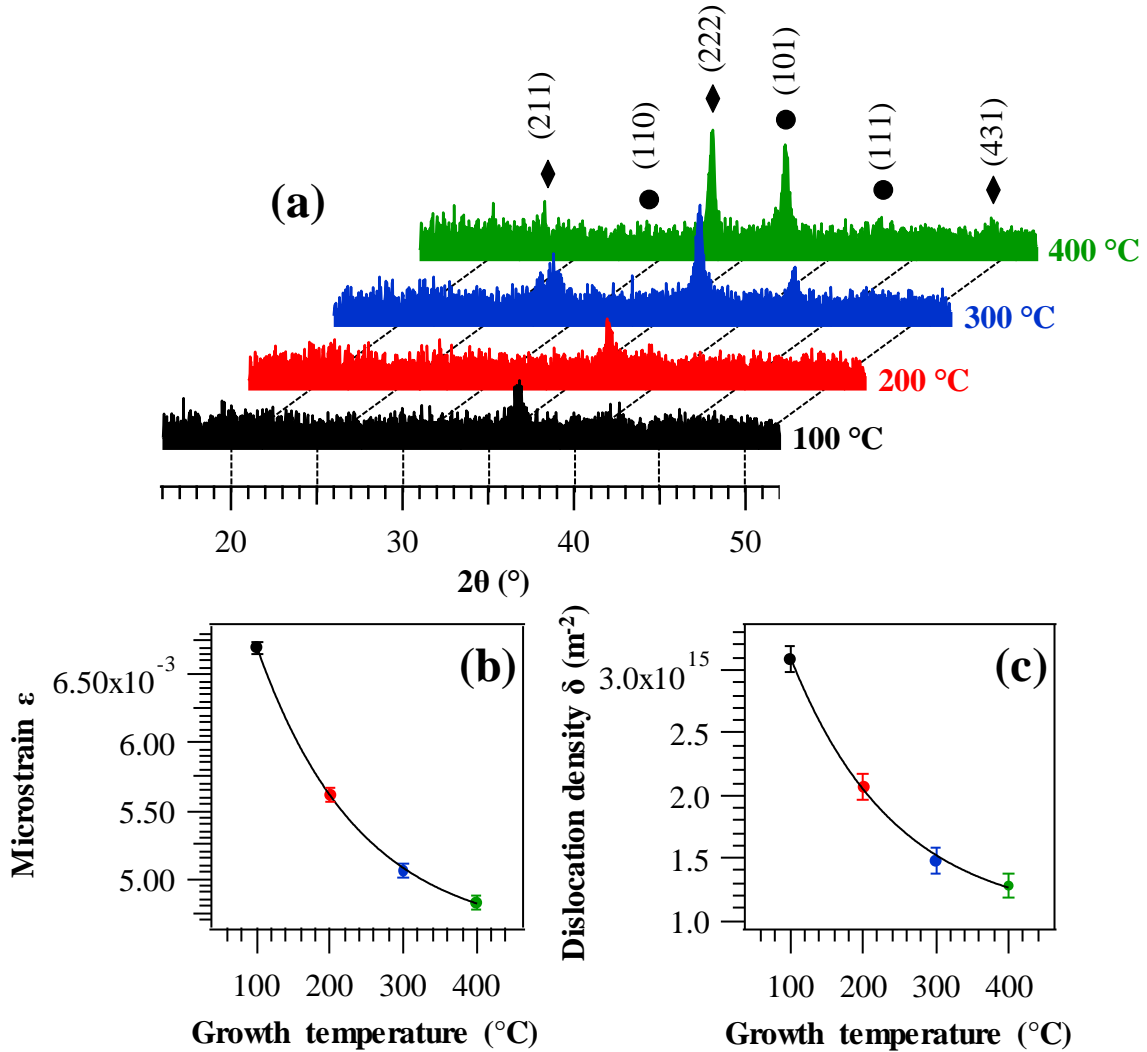 (222)
(101)
(211)
(110)
(111)
(431)
(a)
400 °C
300 °C
200 °C
100 °C
20 30 40 50
2θ (°)
(b)
6.50x10-3
6.00
5.50
5.00
Microstrain ε
100 200 300 400
Growth temperature (°C)
(c)
3.0x1015
2.5
2.0
1.5
1.0
Dislocation density δ (m-2)
100 200 300 400
Growth temperature (°C)